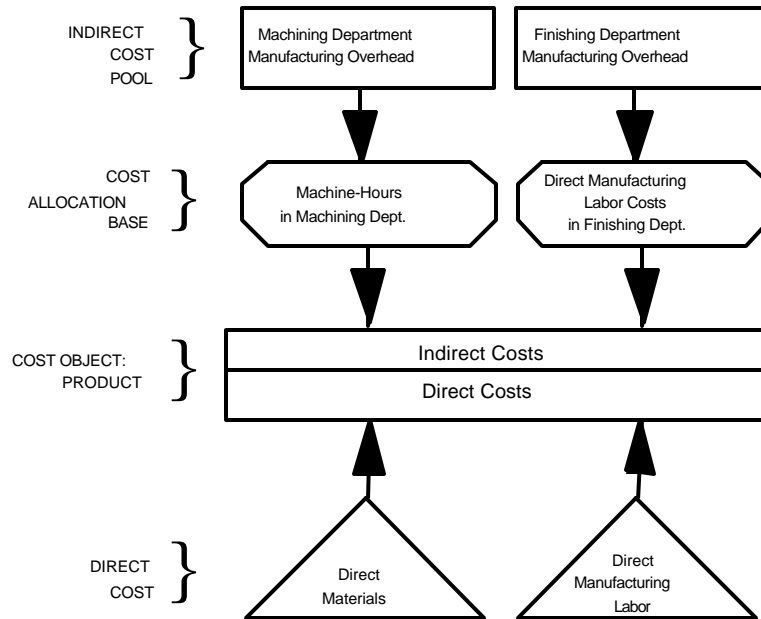 INDIRECT
COST
POOL
Machining Department
Manufacturing Overhead
Finishing Department
Manufacturing Overhead
COST
ALLOCATION
BASE
Machine-Hours
in Machining Dept.
Direct Manufacturing
Labor Costs
in Finishing Dept.
COST OBJECT:
PRODUCT
Indirect Costs
Direct Costs
DIRECT
COST
Direct
Materials
Direct
Manufacturing
Labor